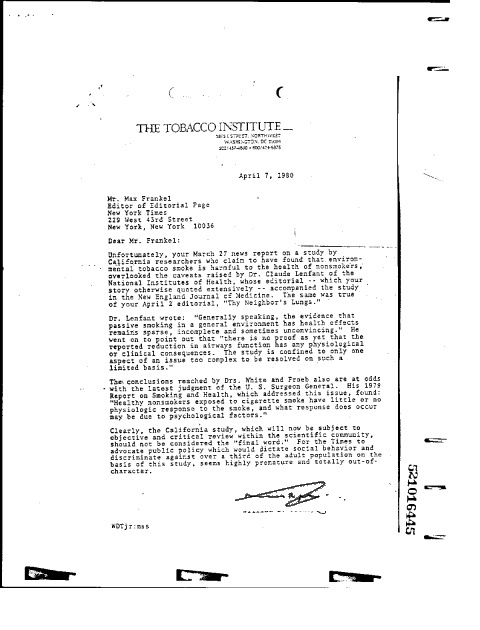 THE TOBACCO INSTITUTE
1875 I STREET, NORTHWEST
WASHINGTON, DC 20006
April 7, 1980
Mr. Max Frankel
Editor of Editorial Page
New York Times
229 West 43rd Street
New York, New York 10036
Dear Mr. Frankel:
Unfortunately, your March 27 news report on a study by
California researchers who claim to have found that environ-
mental tobacco smoke is harmful to the health of nonsmokers,
overlooked the caveats raised by Dr. Claude Lenfant of the
National Institutes of Health, whose editorial -- which your
story otherwise quoted extensively -- accompanied the study
in the New England Journal of Medicine. The same was true
of your April 2 editorial, "Thy Neighbor's Lungs."
Dr. Lenfant wrote: "Generally speaking, the evidence that
passive smoking in a general environment has health effects
remains sparse, incomplete and sometimes unconvincing." He
went on to point out that "there is no proof as yet that the
reported reduction in airways function has any physiological
or clinical consequences. The study is confined to only one
aspect of an issue too complex to be resolved on such a
limited basis."
The conclusions reached by Drs. White and Froeb also are at odds
with the latest judgment of the U. S. Surgeon General. His 1979
Report on Smoking and Health, which addressed this issue, found:
"Healthy nonsmokers exposed to cigarette smoke have little or no
physiologic response to the smoke, and what response does occur
may be due to psychological factors."
Clearly, the California study, which will now be subject to
objective and critical review within the scientific community,
should not be considered the "final word." For the Times to
advocate public policy which would dictate social behavior and
discriminate against over a third of the adult population on the
basis of this study, seems highly premature and totally out-of-
character.
WDTjr:mss
521016445